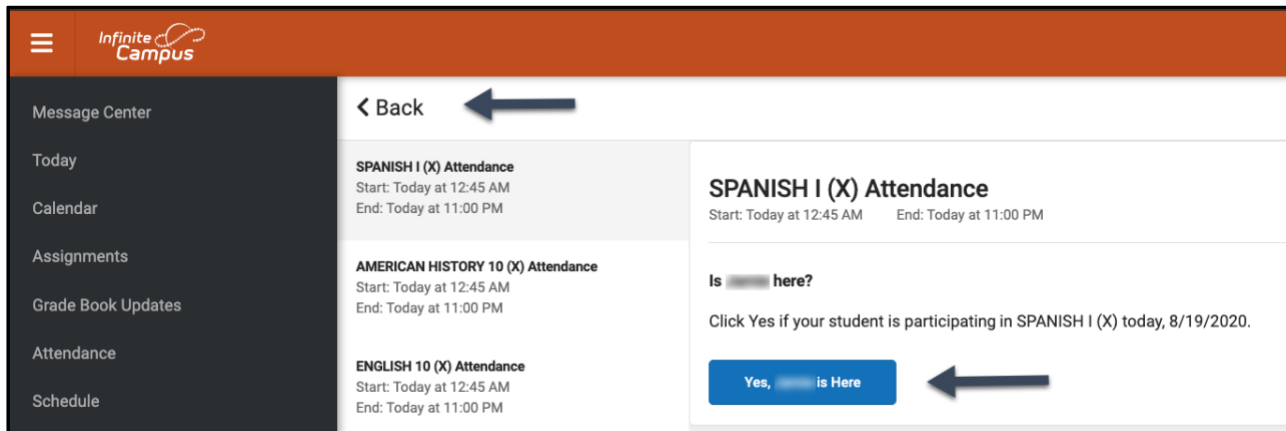 Infinite
Campus
Message Center
Today
Calendar
Assignments
Grade Book Updates
Attendance
Schedule
Back
SPANISH I (X) Attendance
Start: Today at 12:45 AM
End: Today at 11:00 PM
AMERICAN HISTORY 10 (X) Attendance
Start: Today at 12:45 AM
End: Today at 11:00 PM
ENGLISH 10 (X) Attendance
Start: Today at 12:45 AM
End: Today at 11:00 PM
SPANISH I (X) Attendance
Start: Today at 12:45 AM End: Today at 11:00 PM
Is here?
Click Yes if your student is participating in SPANISH I (X) today, 8/19/2020.
Yes, is Here